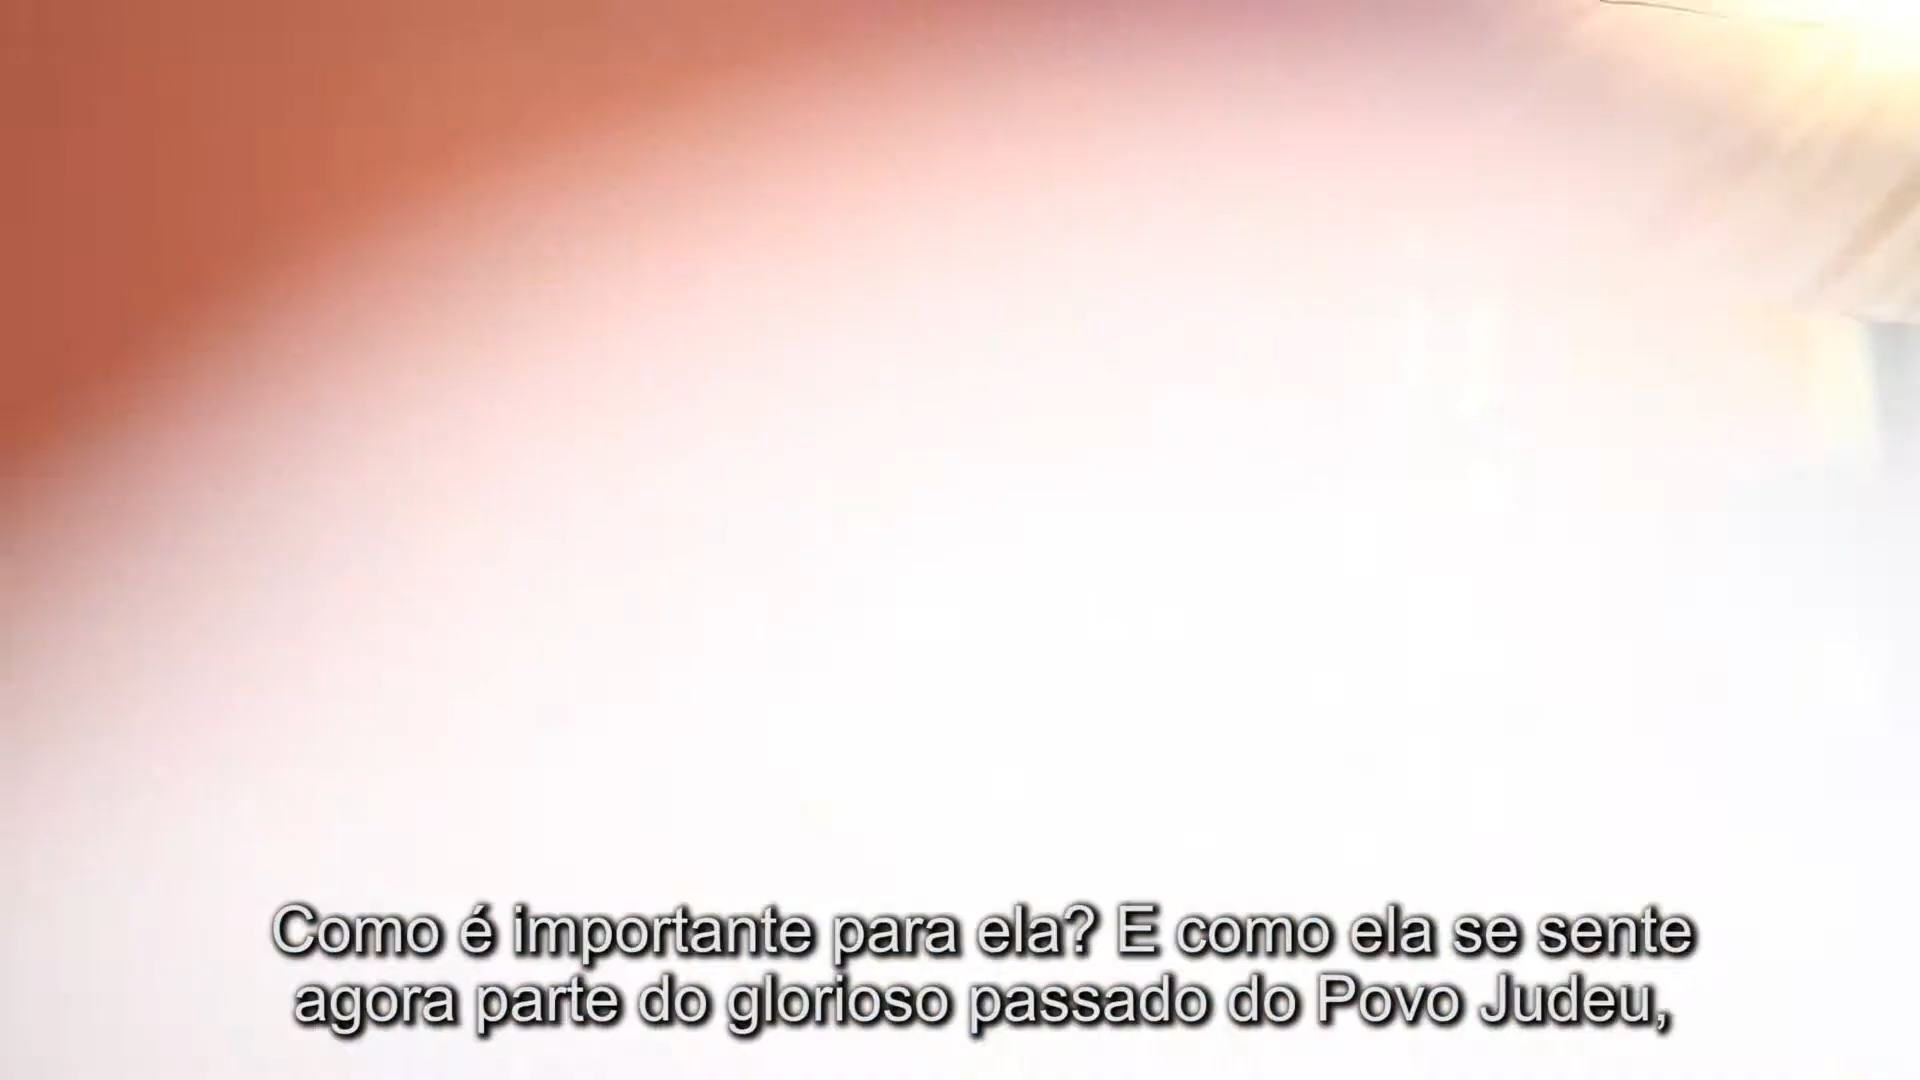 Como é importante para ela? E como ela se sente
agora parte do glorioso passado do Povo Judeu,